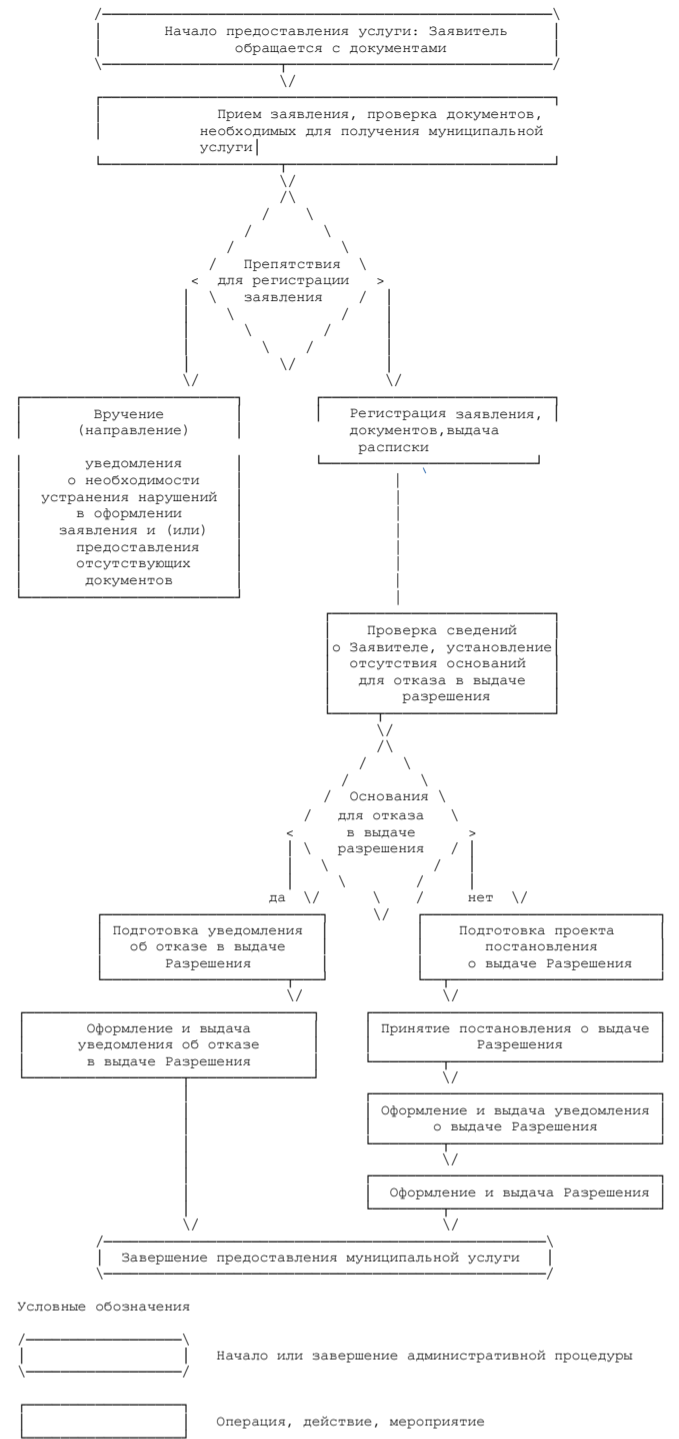 Начало предоставления услуги: Заявитель
обращается с документами
Прием заявления, проверка документов,
необходимых для получения муниципальной
услуги
Препятствия
для регистрации
заявления
Вручение
(направление)
уведомления
о необходимости
устранения нарушений
в оформлении
заявления и (или)
предоставления
отсутствующих
документов
Регистрация заявления,
документов,выдача
расписки
Проверка сведений
о Заявителе, установление
отсутствия оснований
для отказа в выдаче
разрешения
Основания
для отказа
в выдаче
разрешения
да
нет
Подготовка уведомления
об отказе в выдаче
Разрешения
Подготовка проекта
постановления
о выдаче Разрешения
Оформление и выдача
уведомления об отказе
в выдаче Разрешения
Принятие постановления о выдаче
Разрешения
Оформление и выдача уведомления
о выдаче Разрешения
Оформление и выдача Разрешения
Завершение предоставления муниципальной услуги
Условные обозначения
Начало или завершение административной процедуры
Операция, действие, мероприятие